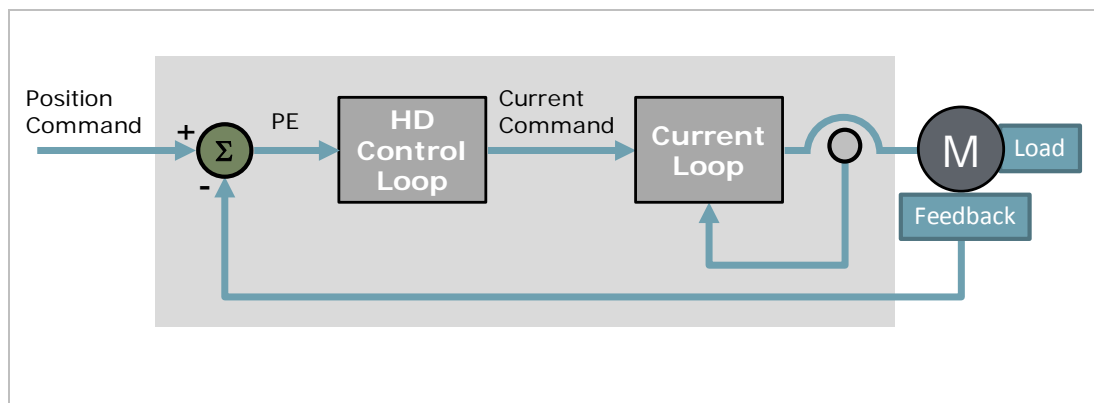 Position
Command
+
-
Σ
PE
HD
Control
Loop
Current
Command
Current
Loop
M
Load
Feedback